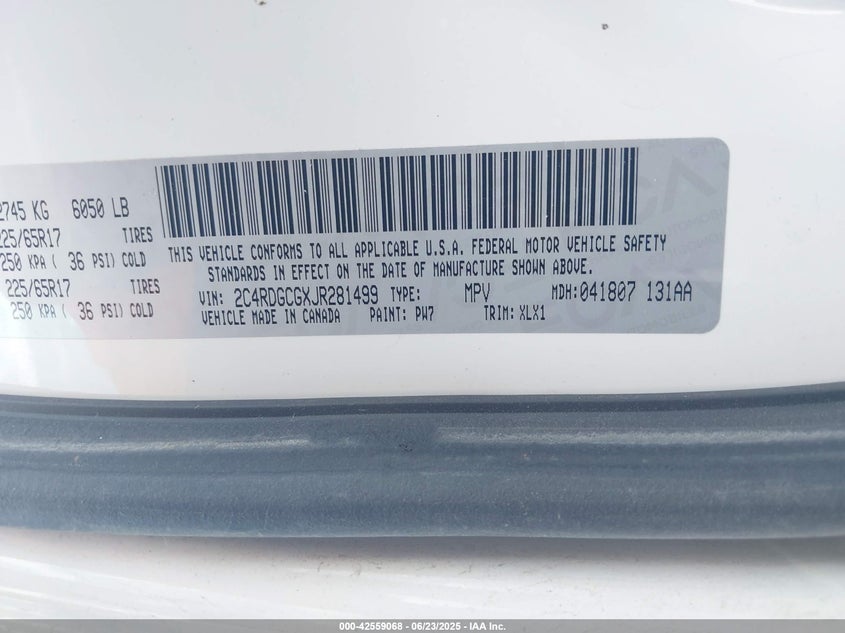 2745 KG 6050 LB
225/65R17 TIRES
250 KPA ( 36 PSI) COLD
225/65R17 TIRES
250 KPA ( 36 PSI) COLD
THIS VEHICLE CONFORMS TO ALL APPLICABLE U.S.A. FEDERAL MOTOR VEHICLE SAFETY
STANDARDS IN EFFECT ON THE DATE OF MANUFACTURE SHOWN ABOVE.
VIN: 2C4RDGCGXJR281499 TYPE: MPV MDH:041807 131AA
VEHICLE MADE IN CANADA PAINT: PW7 TRIM: XLX1
000-42559068 - 06/23/2025 - IAA Inc.